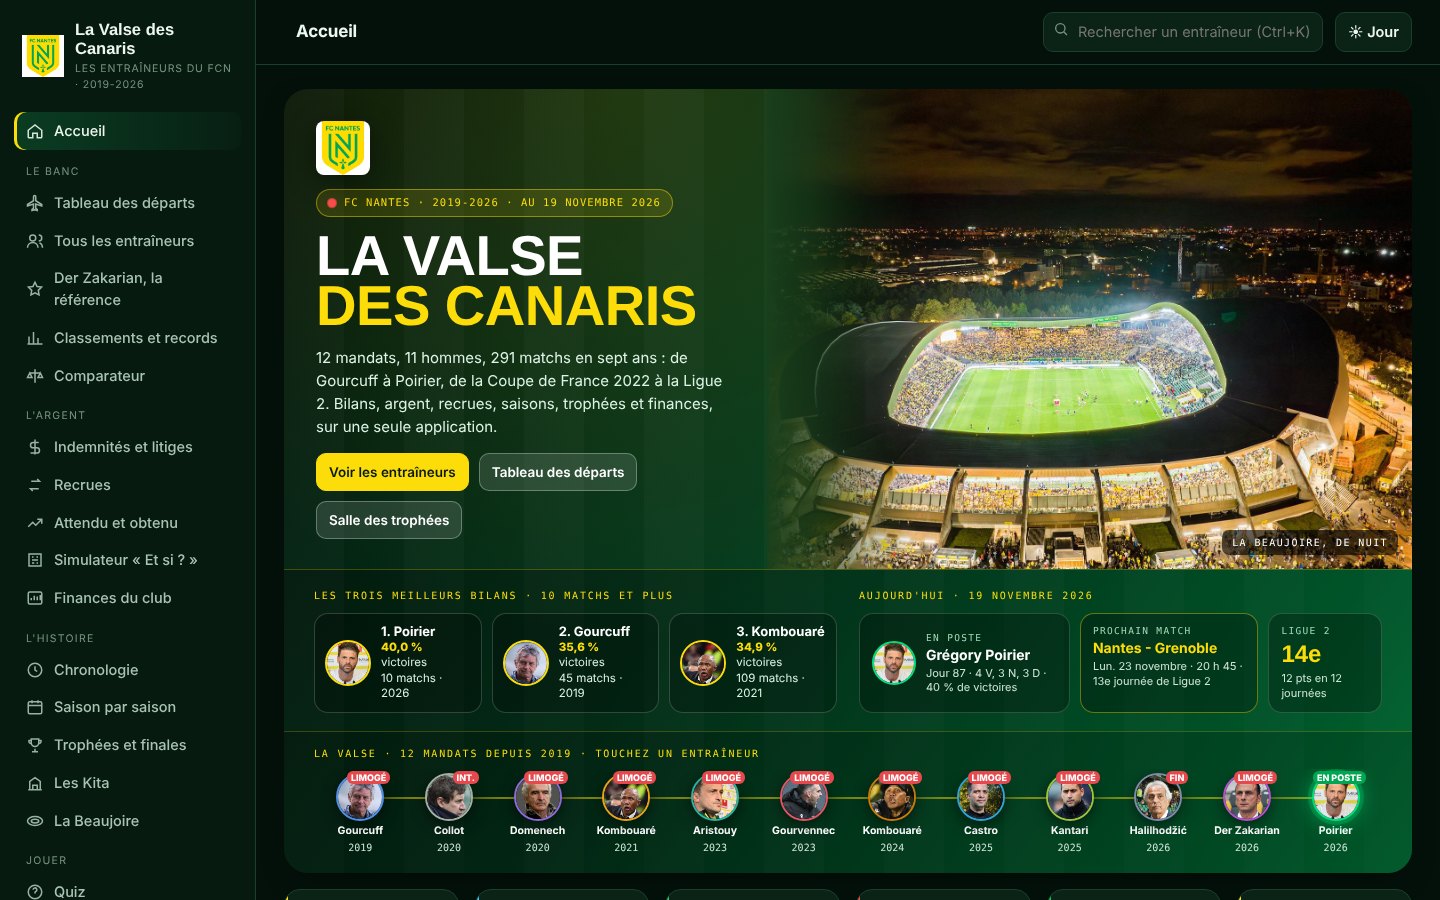 La Valse des
Canaris
LES ENTRAÎNEURS DU FCN
· 2019-2026
Accueil
LE BANC
Tableau des départs
Tous les entraîneurs
Der Zakarian, la
référence
Classements et records
Comparateur
L'ARGENT
Indemnités et litiges
Recrues
Attendu et obtenu
Simulateur « Et si ? »
Finances du club
L'HISTOIRE
Chronologie
Saison par saison
Trophées et finales
Les Kita
La Beaujoire
JOUER
Quiz
Accueil
Rechercher un entraîneur (Ctrl+K)
Jour
FC NANTES
FC NANTES · 2019-2026 · AU 19 NOVEMBRE 2026
LA VALSE
DES CANARIS
12 mandats, 11 hommes, 291 matchs en sept ans : de
Gourcuff à Poirier, de la Coupe de France 2022 à la Ligue
2. Bilans, argent, recrues, saisons, trophées et finances,
sur une seule application.
Voir les entraîneurs
Tableau des départs
Salle des trophées
LA BEAUJOIRE, DE NUIT
LES TROIS MEILLEURS BILANS · 10 MATCHS ET PLUS
1. Poirier
40,0 %
victoires
10 matchs ·
2026
2. Gourcuff
35,6 %
victoires
45 matchs ·
2019
3. Kombouaré
34,9 %
victoires
109 matchs ·
2021
AUJOURD'HUI · 19 NOVEMBRE 2026
EN POSTE
Grégory Poirier
Jour 87 · 4 V, 3 N, 3 D ·
40 % de victoires
PROCHAIN MATCH
Nantes - Grenoble
Lun. 23 novembre · 20 h 45 ·
13e journée de Ligue 2
LIGUE 2
14e
12 pts en 12
journées
LA VALSE · 12 MANDATS DEPUIS 2019 · TOUCHEZ UN ENTRAÎNEUR
LIMOGÉ
Gourcuff
2019
INT.
Collot
2020
LIMOGÉ
Domenech
2020
LIMOGÉ
Kombouaré
2021
LIMOGÉ
Aristouy
2023
LIMOGÉ
Gourvennec
2023
LIMOGÉ
Kombouaré
2024
LIMOGÉ
Castro
2025
LIMOGÉ
Kantari
2025
FIN
Halilhodžić
2026
LIMOGÉ
Der Zakarian
2026
EN POSTE
Poirier
2026